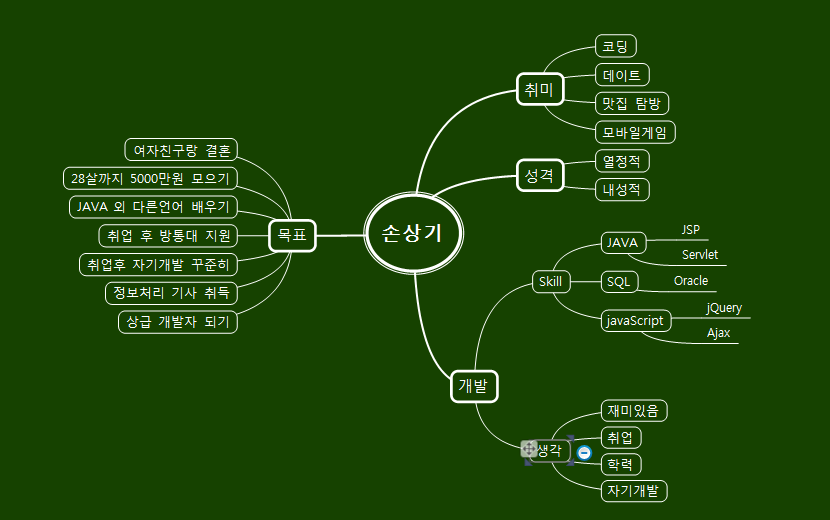 손상기
취미
코딩
데이트
맛집 탐방
모바일게임
성격
열정적
내성적
목표
여자친구랑 결혼
28살까지 5000만원 모으기
JAVA 외 다른언어 배우기
취업 후 방통대 지원
취업후 자기개발 꾸준히
정보처리 기사 취득
상급 개발자 되기
개발
Skill
JAVA
JSP
Servlet
SQL
Oracle
javaScript
jQuery
Ajax
생각
재미있음
취업
학력
자기개발